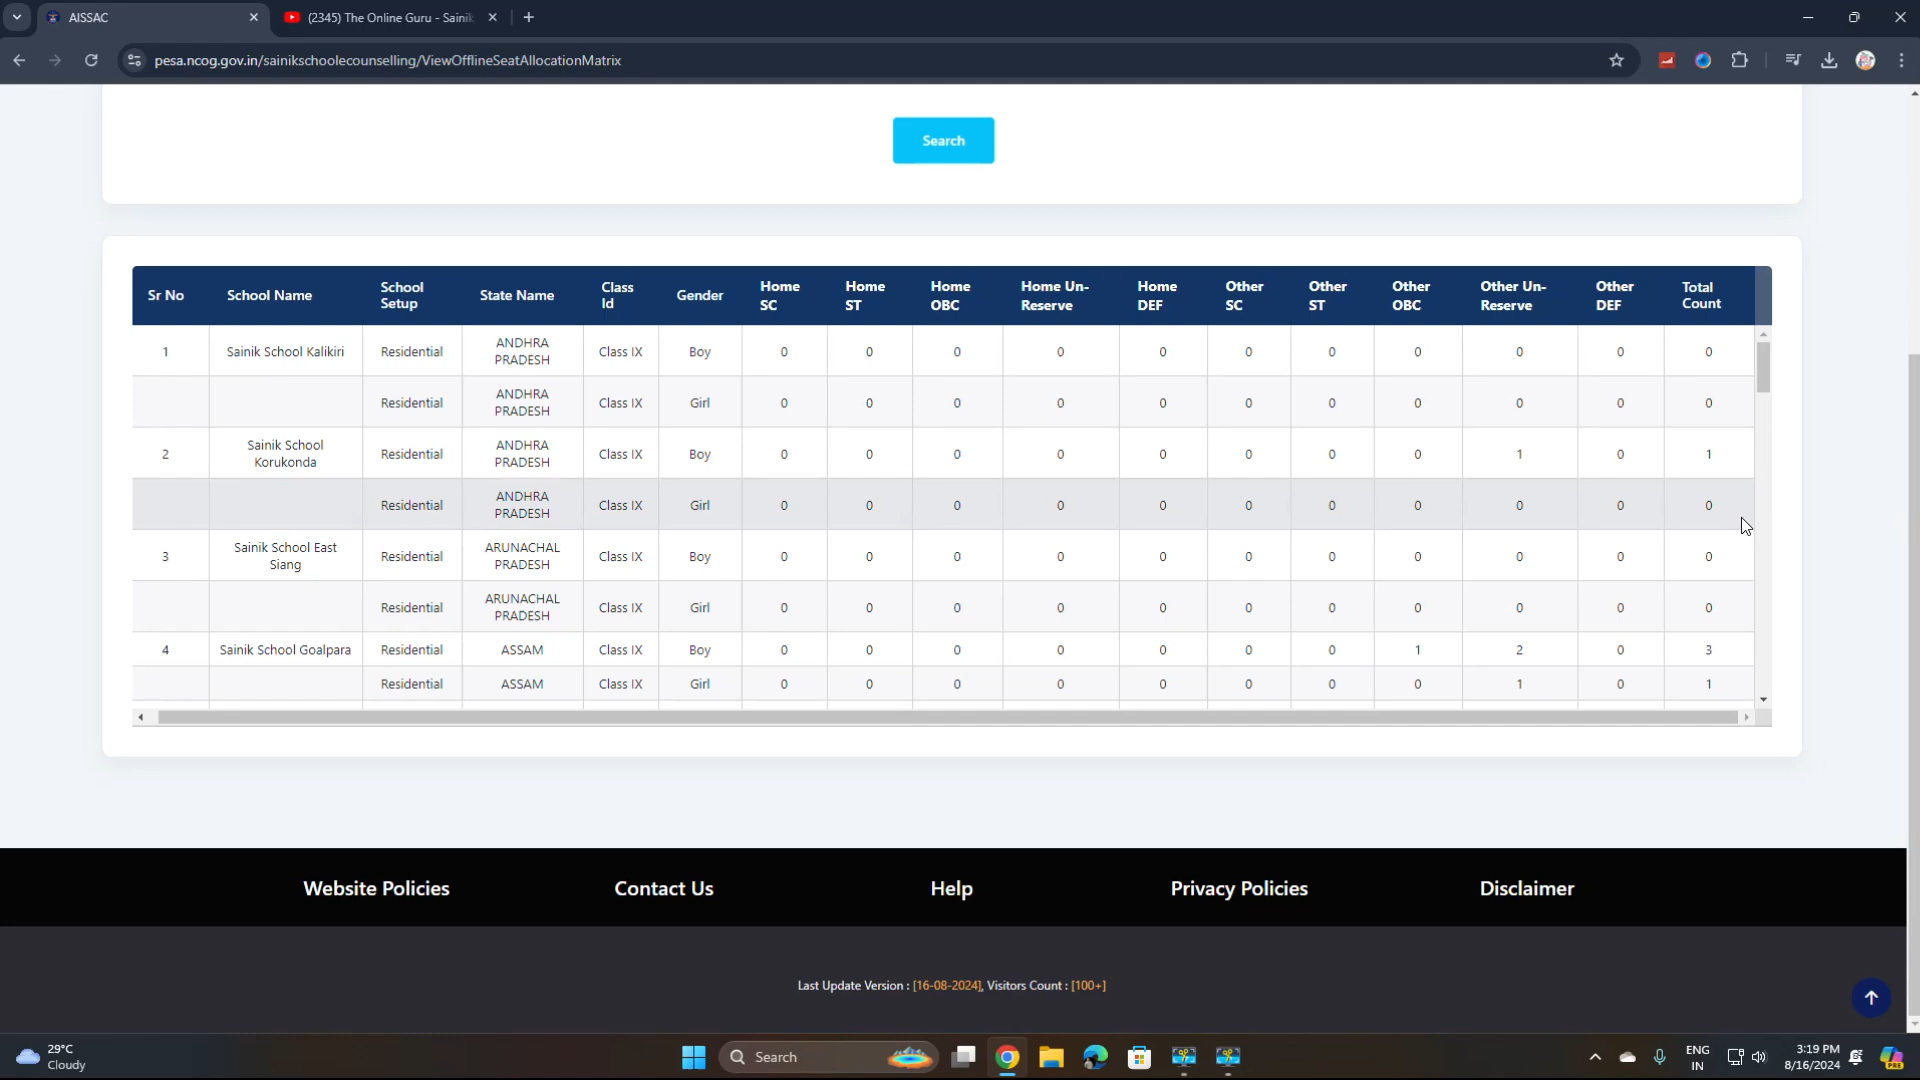 AISSAC
(2345) The Online Guru - Sainik
pesa.ncog.gov.in/sainikschoolecounselling/ViewOfflineSeatAllocationMatrix
Search
Sr No School Name School Setup State Name Class Id Gender Home SC Home ST Home OBC Home Un-Reserve Home DEF Other SC Other ST Other OBC Other Un-Reserve Other DEF Total Count
1 Sainik School Kalikiri Residential ANDHRA PRADESH Class IX Boy 0 0 0 0 0 0 0 0 0 0 0
Residential ANDHRA PRADESH Class IX Girl 0 0 0 0 0 0 0 0 0 0 0
2 Sainik School Korukonda Residential ANDHRA PRADESH Class IX Boy 0 0 0 0 0 0 0 0 1 0 1
Residential ANDHRA PRADESH Class IX Girl 0 0 0 0 0 0 0 0 0 0 0
3 Sainik School East Siang Residential ARUNACHAL PRADESH Class IX Boy 0 0 0 0 0 0 0 0 0 0 0
Residential ARUNACHAL PRADESH Class IX Girl 0 0 0 0 0 0 0 0 0 0 0
4 Sainik School Goalpara Residential ASSAM Class IX Boy 0 0 0 0 0 0 0 1 2 0 3
Residential ASSAM Class IX Girl 0 0 0 0 0 0 0 0 1 0 1
Website Policies Contact Us Help Privacy Policies Disclaimer
Last Update Version : [16-08-2024], Visitors Count : [100+]
29°C
Cloudy
Search
ENG
IN
3:19 PM
8/16/2024
PRE